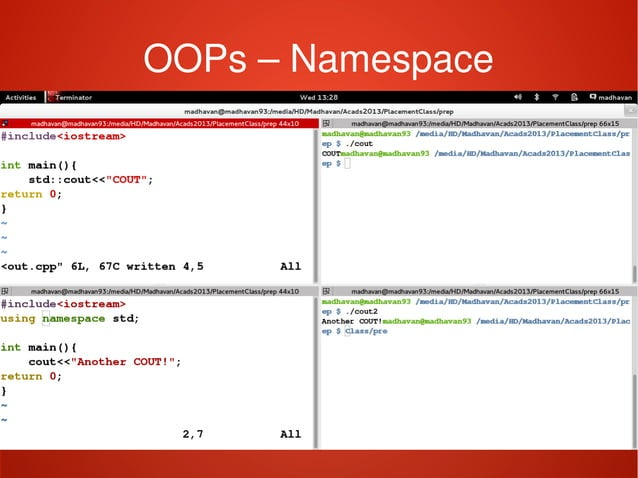 OOPs – Namespace
Activities Terminator Wed 13:28 madhavan
madhavan@madhavan93:/media/HD/Madhavan/Acads2013/PlacementClass/prep
madhavan@madhavan93:/media/HD/Madhavan/Acads2013/PlacementClass/prep 44x10
#include<iostream>
int main(){
std::cout<<"COUT";
return 0;
}
~
~
~
<out.cpp" 6L, 67C written 4,5 All
madhavan@madhavan93:/media/HD/Madhavan/Acads2013/PlacementClass/prep 66x15
madhavan@madhavan93 /media/HD/Madhavan/Acads2013/PlacementClass/pr
ep $ ./cout
COUTmadhavan@madhavan93 /media/HD/Madhavan/Acads2013/PlacementClas
ep $
madhavan@madhavan93:/media/HD/Madhavan/Acads2013/PlacementClass/prep 44x10
#include<iostream>
using namespace std;
int main(){
cout<<"Another COUT!";
return 0;
}
~
~
2,7 All
madhavan@madhavan93:/media/HD/Madhavan/Acads2013/PlacementClass/prep 66x15
madhavan@madhavan93 /media/HD/Madhavan/Acads2013/PlacementClass/pr
ep $ ./cout2
Another COUT!madhavan@madhavan93 /media/HD/Madhavan/Acads2013/Plac
ep $ Class/pre